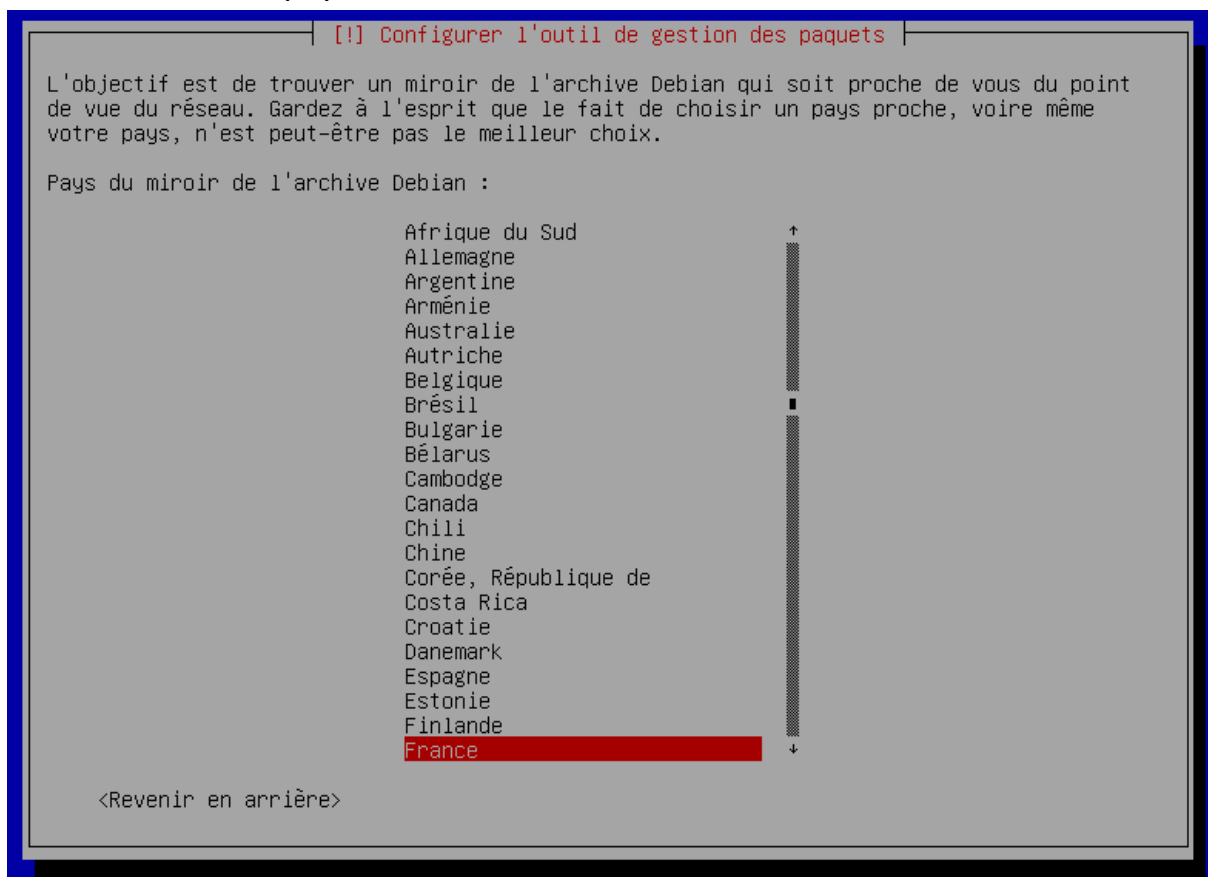 [!] Configurer l'outil de gestion des paquets
L'objectif est de trouver un miroir de l'archive Debian qui soit proche de vous du point
de vue du réseau. Gardez à l'esprit que le fait de choisir un pays proche, voire même
votre pays, n'est peut-être pas le meilleur choix.
Pays du miroir de l'archive Debian :
Afrique du Sud
Allemagne
Argentine
Arménie
Australie
Autriche
Belgique
Brésil
Bulgarie
Bélarus
Cambodge
Canada
Chili
Chine
Corée, République de
Costa Rica
Croatie
Danemark
Espagne
Estonie
Finlande
France
<Revenir en arrière>